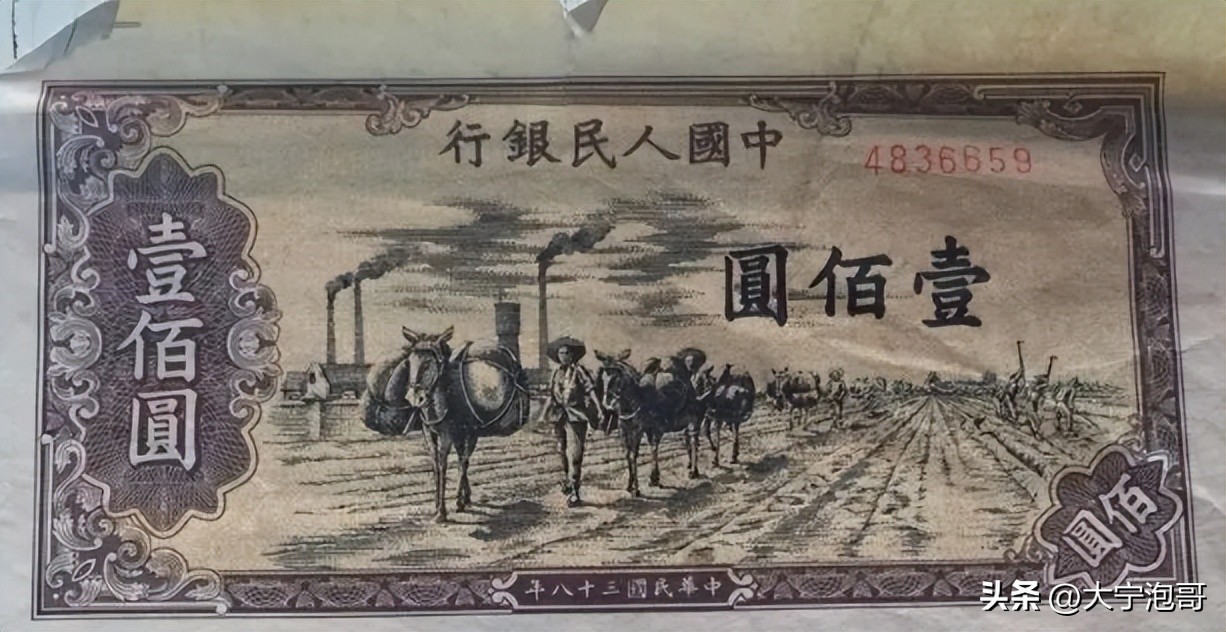 中國人民銀行
4836659
壹佰圓
壹佰圓
佰圓
中華民國三十八年
头条 @大宁泡哥